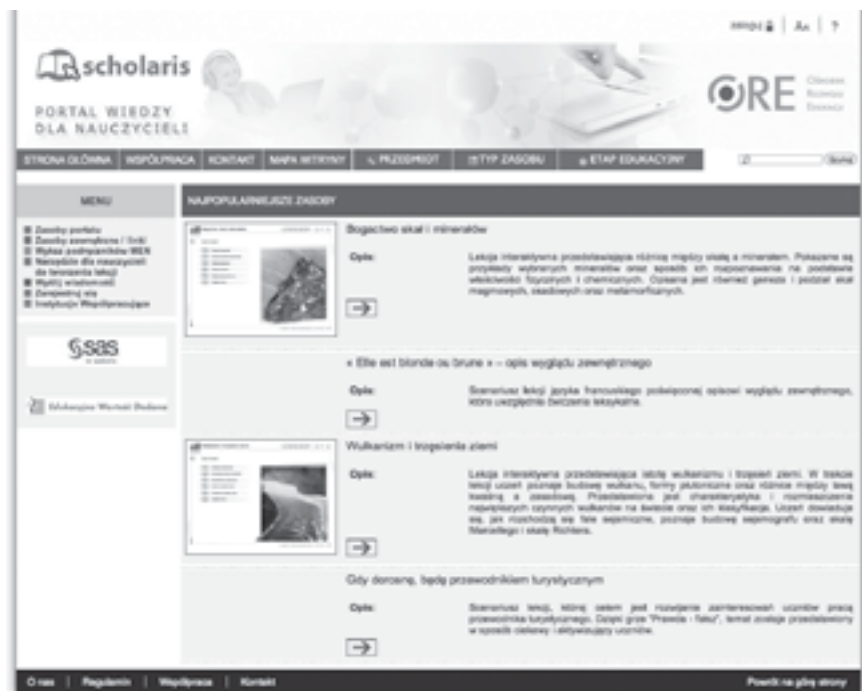 zaloguj | AA | ?
scholaris
PORTAL WIEDZY
DLA NAUCZYCIELI
ORE Ośrodek
Rozwoju
Edukacji
STRONA GŁÓWNA WSPÓŁPRACA KONTAKT MAPA WITRYNY PRZEDMIOT TYP ZASOBU ETAP EDUKACYJNY Szukaj
MENU
Zasoby portalu
Zasoby zewnętrzne / linki
Wykaz podręczników MEN
Narzędzie dla nauczycieli
do tworzenia lekcji
Wyślij wiadomość
Zarejestruj się
Instytucje Współpracujące
sas
Edukacyjna Wartość Dodana
NAJPOPULARNIEJSZE ZASOBY
Bogactwo skał i minerałów
Opis:
Lekcja interaktywna przedstawiająca różnicę między skałą a minerałem. Pokazane są
przykłady wybranych minerałów oraz sposób ich rozpoznawania na podstawie
właściwości fizycznych i chemicznych. Opisana jest również geneza i podział skał
magmowych, osadowych oraz metamorficznych.
« Elle est blonde ou brune » – opis wyglądu zewnętrznego
Opis:
Scenariusz lekcji języka francuskiego poświęconej opisowi wyglądu zewnętrznego,
która uwzględnia ćwiczenia leksykalne.
Wulkanizm i trzęsienia ziemi
Opis:
Lekcja interaktywna przedstawiająca istotę wulkanizmu i trzęsień ziemi. W trakcie
lekcji uczeń poznaje budowę wulkanu, formy plutoniczne oraz różnice między lawą
kwaśną a zasadową. Przedstawiona jest charakterystyka i rozmieszczenie
największych czynnych wulkanów na świecie oraz ich klasyfikacja. Uczeń dowiaduje
się, jak rozchodzą się fale sejsmiczne, poznaje budowę sejsmografu oraz skalę
Mercallego i skalę Richtera.
Gdy dorosnę, będę przewodnikiem turystycznym
Opis:
Scenariusz lekcji, której celem jest rozwijanie zainteresowań uczniów pracą
przewodnika turystycznego. Dzięki grze "Prawda - fałsz", temat zostaje przedstawiony
w sposób ciekawy i aktywizujący uczniów.
O nas | Regulamin | Współpraca | Kontakt
Powrót na górę strony